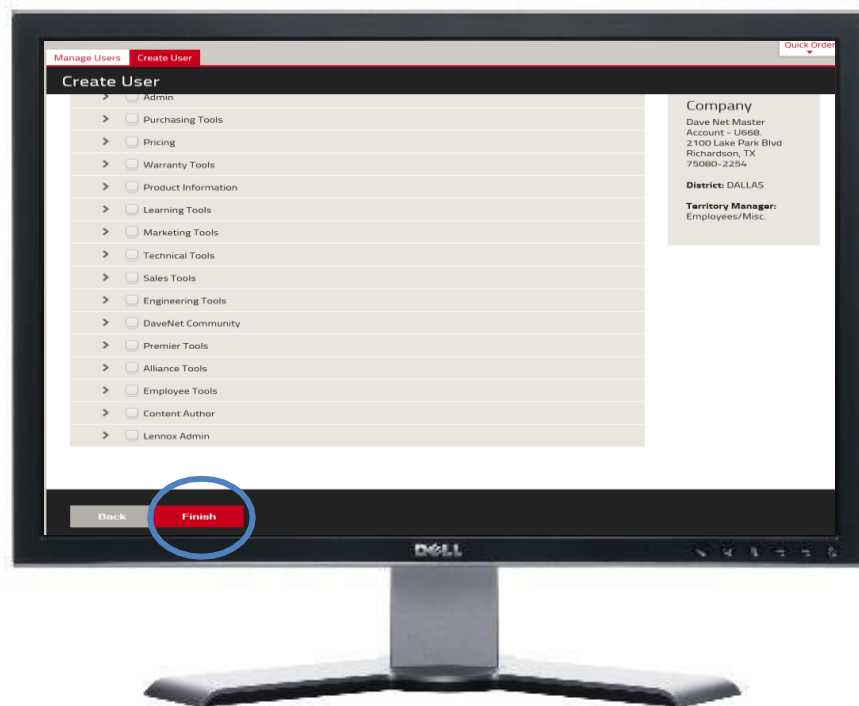 Quick Order
Manage Users
Create User
Create User
Admin
Purchasing Tools
Pricing
Warranty Tools
Product Information
Learning Tools
Marketing Tools
Technical Tools
Sales Tools
Engineering Tools
DaveNet Community
Premier Tools
Alliance Tools
Employee Tools
Content Author
Lennox Admin
Company
Dave Net Master
Account - U668.
2100 Lake Park Blvd
Richardson, TX
75080-2254
District: DALLAS
Territory Manager:
Employees/Misc.
Back
Finish
DELL